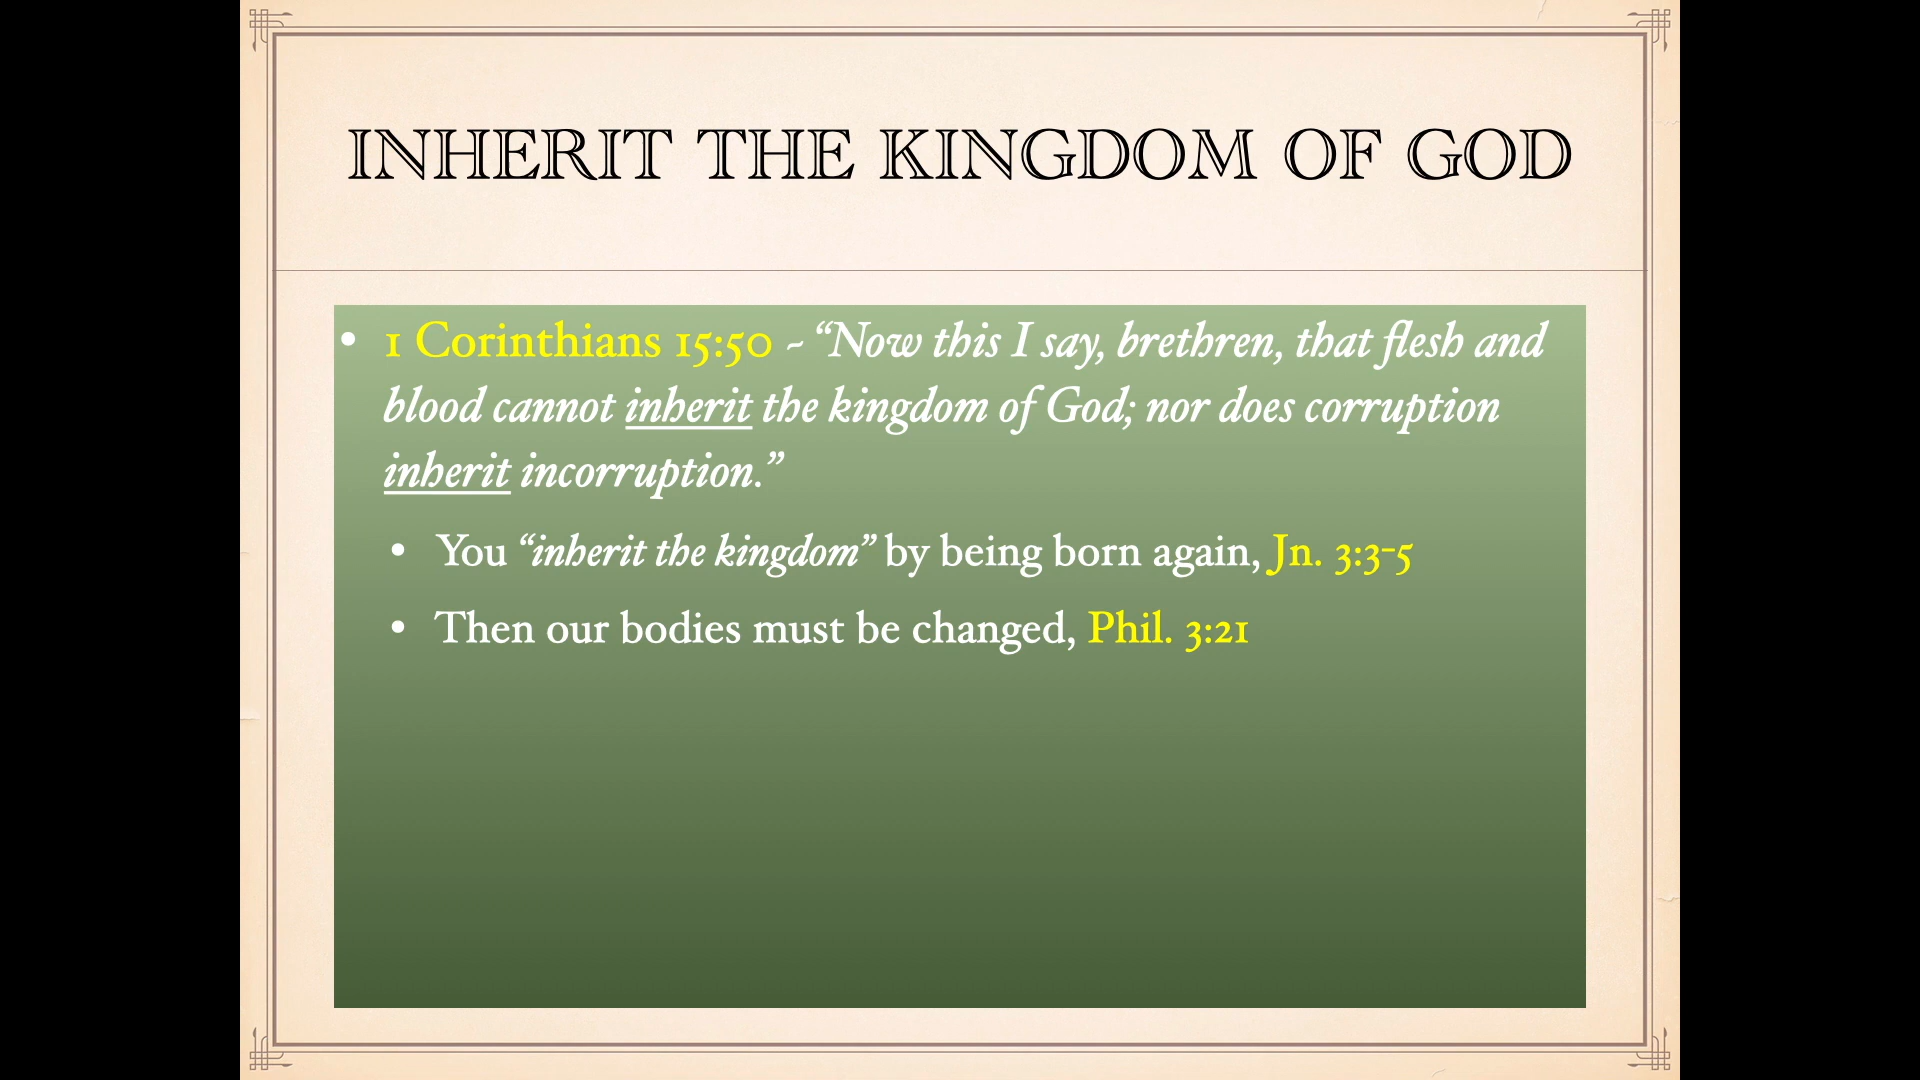 INHERIT THE KINGDOM OF GOD
• 1 Corinthians 15:50 - “Now this I say, brethren, that flesh and
blood cannot inherit the kingdom of God; nor does corruption
inherit incorruption.”
• You “inherit the kingdom” by being born again, Jn. 3:3-5
• Then our bodies must be changed, Phil. 3:21